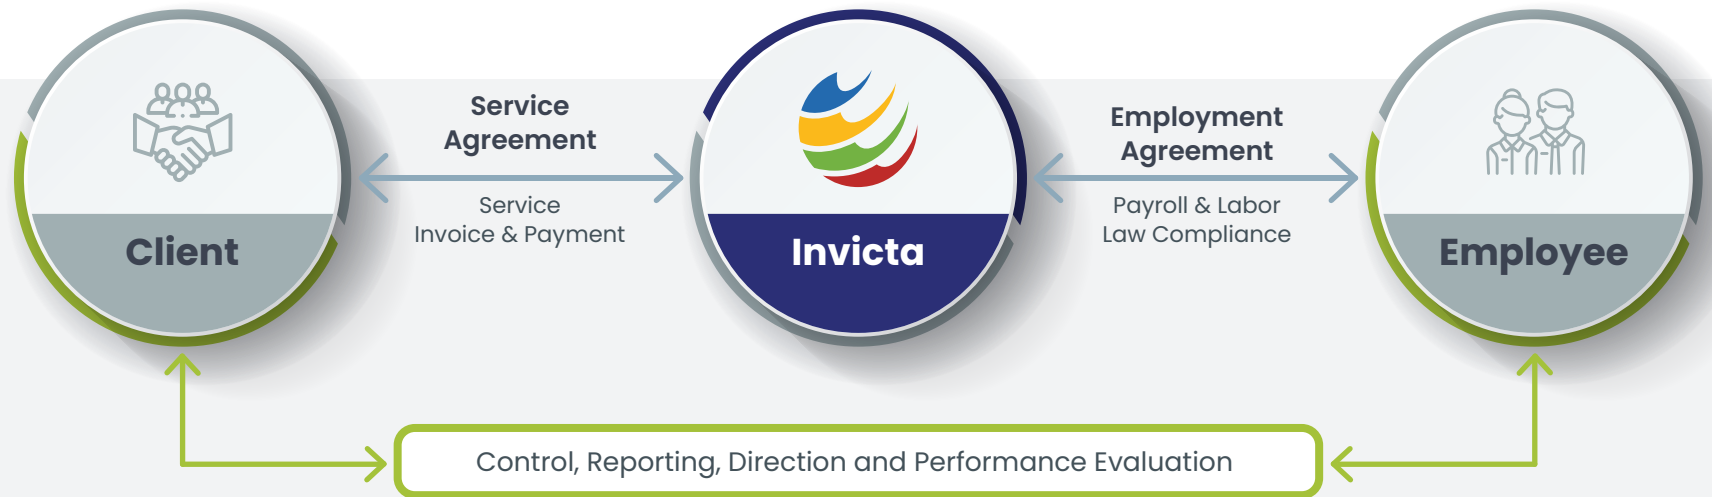 Service
Agreement
Service
Invoice & Payment
Employment
Agreement
Payroll & Labor
Law Compliance
Client
Invicta
Employee
Control, Reporting, Direction and Performance Evaluation